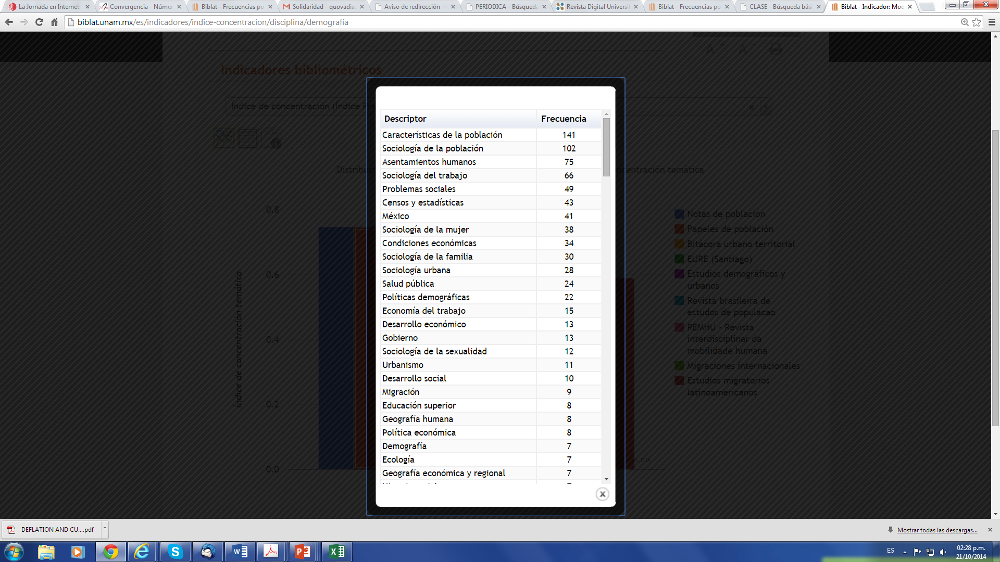 La Jornada en Internet
Convergencia - Númer
Biblat - Frecuencias po
Solidaridad - quovadis
Aviso de redirección
PERIODICA - Búsqueda
Revista Digital Universit
Biblat - Frecuencias po
CLASE - Búsqueda bási
Biblat - Indicador: Moc
biblat.unam.mx/es/indicadores/indice-concentracion/disciplina/demografia
Indicadores bibliométricos
Índice de concentración (Índice
Descriptor Frecuencia
Características de la población 141
Sociología de la población 102
Asentamientos humanos 75
Sociología del trabajo 66
Problemas sociales 49
Censos y estadísticas 43
México 41
Sociología de la mujer 38
Condiciones económicas 34
Sociología de la familia 30
Sociología urbana 28
Salud pública 24
Políticas demográficas 22
Economía del trabajo 15
Desarrollo económico 13
Gobierno 13
Sociología de la sexualidad 12
Urbanismo 11
Desarrollo social 10
Migración 9
Educación superior 8
Geografía humana 8
Política económica 8
Demografía 7
Ecología 7
Geografía económica y regional 7
Índice de concentración temática
0.8
0.6
0.4
0.2
0.0
Notas de población
Papeles de población
Bitácora urbano territorial
EURE (Santiago)
Estudios demográficos y
urbanos
Revista brasileira de
estudos de populacao
REMHU - Revista
interdisciplinar da
mobilidade humana
Migraciones internacionales
Estudios migratorios
latinoamericanos
DEFLATION AND CU....pdf
Mostrar todas las descargas...
ES
02:28 p.m.
21/10/2014